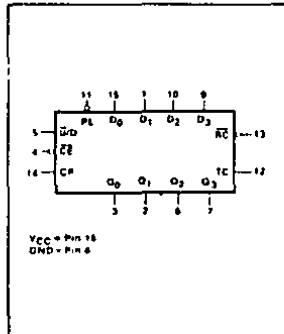 11 15 1 10 9
PL D0 D1 D2 D3
5 U/D RC 13
4 CE
14 CP TC 12
Q0 Q1 Q2 Q3
3 2 6 7
VCC = Pin 16
GND = Pin 8